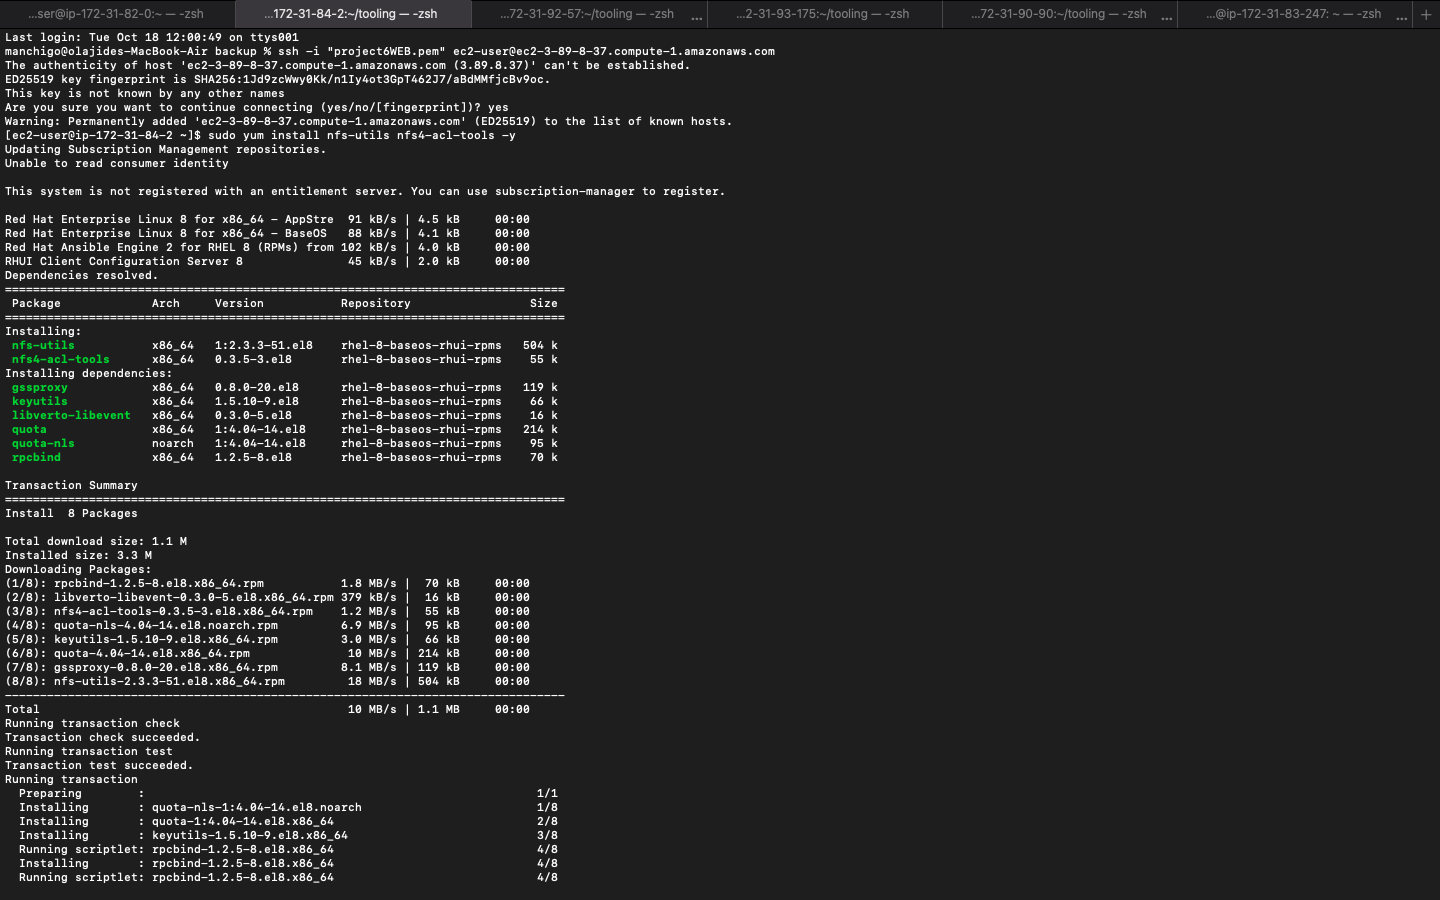 ...ser@ip-172-31-82-0:~ — -zsh
...172-31-84-2:~/tooling — -zsh
...72-31-92-57:~/tooling — -zsh ...
...2-31-93-175:~/tooling — -zsh
...72-31-90-90:~/tooling — -zsh ...
...@ip-172-31-83-247: ~ — -zsh ... +
Last login: Tue Oct 18 12:00:49 on ttys001
manchigo@olajides-MacBook-Air backup % ssh -i "project6WEB.pem" ec2-user@ec2-3-89-8-37.compute-1.amazonaws.com
The authenticity of host 'ec2-3-89-8-37.compute-1.amazonaws.com (3.89.8.37)' can't be established.
ED25519 key fingerprint is SHA256:1Jd9zcWwy0Kk/n1Iy4ot3GpT462J7/aBdMMfjcBv9oc.
This key is not known by any other names
Are you sure you want to continue connecting (yes/no/[fingerprint])? yes
Warning: Permanently added 'ec2-3-89-8-37.compute-1.amazonaws.com' (ED25519) to the list of known hosts.
[ec2-user@ip-172-31-84-2 ~]$ sudo yum install nfs-utils nfs4-acl-tools -y
Updating Subscription Management repositories.
Unable to read consumer identity
This system is not registered with an entitlement server. You can use subscription-manager to register.
Red Hat Enterprise Linux 8 for x86_64 - AppStre  91 kB/s | 4.5 kB     00:00
Red Hat Enterprise Linux 8 for x86_64 - BaseOS   88 kB/s | 4.1 kB     00:00
Red Hat Ansible Engine 2 for RHEL 8 (RPMs) from 102 kB/s | 4.0 kB     00:00
RHUI Client Configuration Server 8               45 kB/s | 2.0 kB     00:00
Dependencies resolved.
================================================================================
 Package             Arch     Version           Repository                 Size
================================================================================
Installing:
 nfs-utils           x86_64   1:2.3.3-51.el8    rhel-8-baseos-rhui-rpms   504 k
 nfs4-acl-tools      x86_64   0.3.5-3.el8       rhel-8-baseos-rhui-rpms    55 k
Installing dependencies:
 gssproxy            x86_64   0.8.0-20.el8      rhel-8-baseos-rhui-rpms   119 k
 keyutils            x86_64   1.5.10-9.el8      rhel-8-baseos-rhui-rpms    66 k
 libverto-libevent   x86_64   0.3.0-5.el8       rhel-8-baseos-rhui-rpms    16 k
 quota               x86_64   1:4.04-14.el8     rhel-8-baseos-rhui-rpms   214 k
 quota-nls           noarch   1:4.04-14.el8     rhel-8-baseos-rhui-rpms    95 k
 rpcbind             x86_64   1.2.5-8.el8       rhel-8-baseos-rhui-rpms    70 k
Transaction Summary
================================================================================
Install  8 Packages
Total download size: 1.1 M
Installed size: 3.3 M
Downloading Packages:
(1/8): rpcbind-1.2.5-8.el8.x86_64.rpm           1.8 MB/s |  70 kB     00:00
(2/8): libverto-libevent-0.3.0-5.el8.x86_64.rpm 379 kB/s |  16 kB     00:00
(3/8): nfs4-acl-tools-0.3.5-3.el8.x86_64.rpm    1.2 MB/s |  55 kB     00:00
(4/8): quota-nls-4.04-14.el8.noarch.rpm         6.9 MB/s |  95 kB     00:00
(5/8): keyutils-1.5.10-9.el8.x86_64.rpm         3.0 MB/s |  66 kB     00:00
(6/8): quota-4.04-14.el8.x86_64.rpm              10 MB/s | 214 kB     00:00
(7/8): gssproxy-0.8.0-20.el8.x86_64.rpm         8.1 MB/s | 119 kB     00:00
(8/8): nfs-utils-2.3.3-51.el8.x86_64.rpm         18 MB/s | 504 kB     00:00
--------------------------------------------------------------------------------
Total                                            10 MB/s | 1.1 MB     00:00
Running transaction check
Transaction check succeeded.
Running transaction test
Transaction test succeeded.
Running transaction
  Preparing        :                                                        1/1
  Installing       : quota-nls-1:4.04-14.el8.noarch                         1/8
  Installing       : quota-1:4.04-14.el8.x86_64                             2/8
  Installing       : keyutils-1.5.10-9.el8.x86_64                           3/8
  Running scriptlet: rpcbind-1.2.5-8.el8.x86_64                             4/8
  Installing       : rpcbind-1.2.5-8.el8.x86_64                             4/8
  Running scriptlet: rpcbind-1.2.5-8.el8.x86_64                             4/8